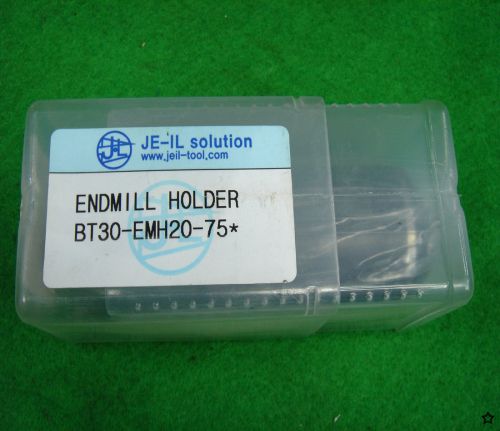 JE-IL solution
www.jeil-tool.com
ENDMILL HOLDER
BT30-EMH20-75*